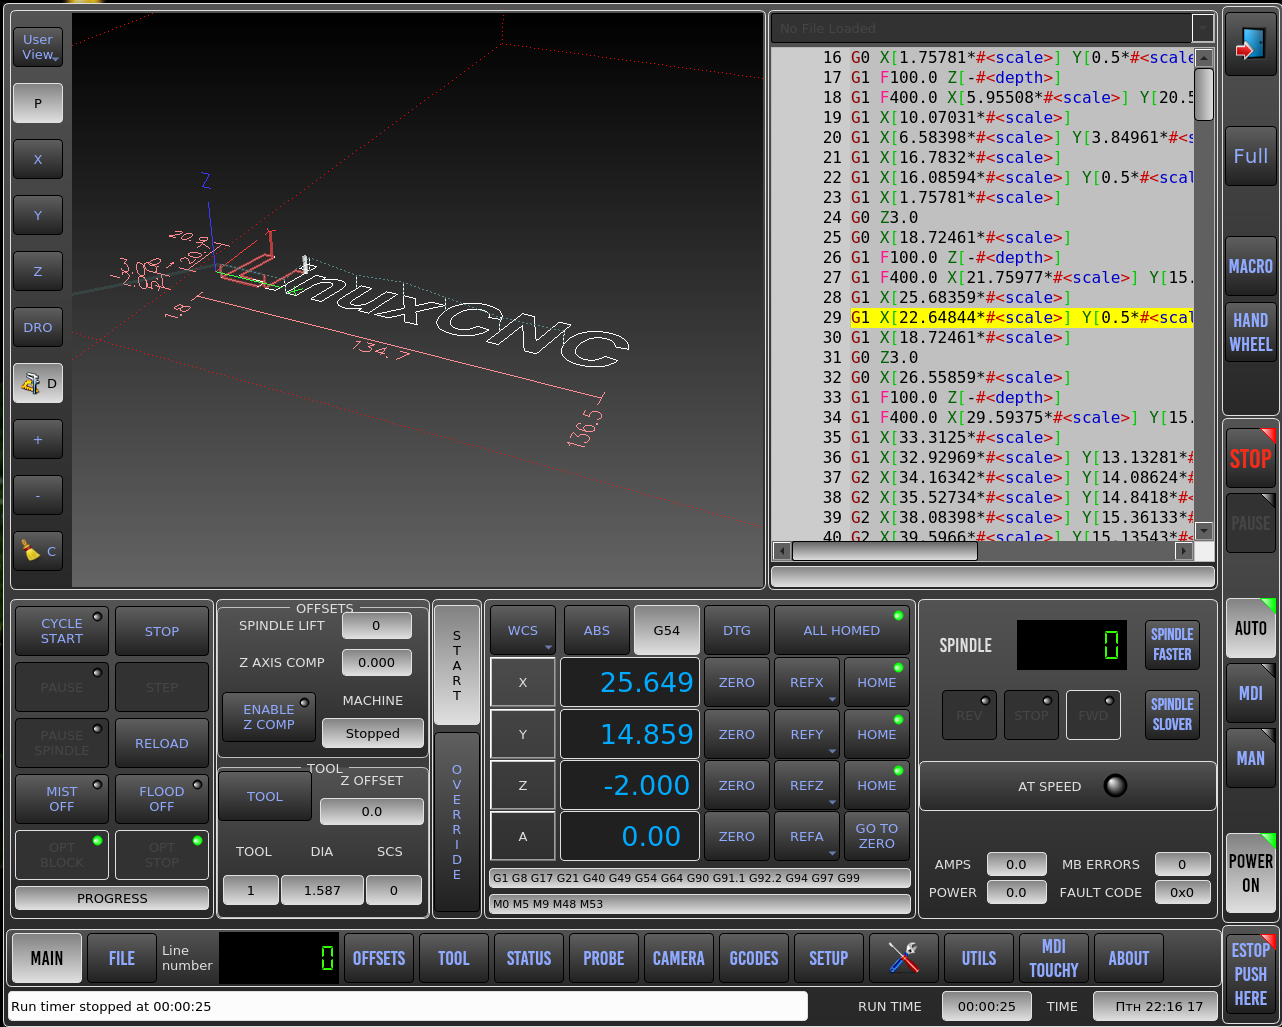 User
View
P
X
Y
Z
DRO
D
+
-
C
Z
1.8
134.7
136.5
No File Loaded
16 G0 X[1.75781*#<scale>] Y[0.5*#<scale
17 G1 F100.0 Z[-#<depth>]
18 G1 F400.0 X[5.95508*#<scale>] Y[20.5
19 G1 X[10.07031*#<scale>]
20 G1 X[6.58398*#<scale>] Y[3.84961*#<s
21 G1 X[16.7832*#<scale>]
22 G1 X[16.08594*#<scale>] Y[0.5*#<scal
23 G1 X[1.75781*#<scale>]
24 G0 Z3.0
25 G0 X[18.72461*#<scale>]
26 G1 F100.0 Z[-#<depth>]
27 G1 F400.0 X[21.75977*#<scale>] Y[15.
28 G1 X[25.68359*#<scale>]
29 G1 X[22.64844*#<scale>] Y[0.5*#<scal
30 G1 X[18.72461*#<scale>]
31 G0 Z3.0
32 G0 X[26.55859*#<scale>]
33 G1 F100.0 Z[-#<depth>]
34 G1 F400.0 X[29.59375*#<scale>] Y[15.
35 G1 X[33.3125*#<scale>]
36 G1 X[32.92969*#<scale>] Y[13.13281*#
37 G2 X[34.16342*#<scale>] Y[14.08624*#
38 G2 X[35.52734*#<scale>] Y[14.8418*#<
39 G2 X[38.08398*#<scale>] Y[15.36133*#
40 G2 X[39.5966*#<scale>] Y[15.13543*#<
Full
MACRO
HAND
WHEEL
STOP
PAUSE
AUTO
MDI
MAN
POWER
ON
ESTOP
PUSH
HERE
CYCLE
START
STOP
PAUSE
STEP
PAUSE
SPINDLE
RELOAD
MIST
OFF
FLOOD
OFF
OPT
BLOCK
OPT
STOP
PROGRESS
OFFSETS
SPINDLE LIFT 0
Z AXIS COMP 0.000
ENABLE
Z COMP
MACHINE
Stopped
TOOL
TOOL
Z OFFSET
0.0
TOOL DIA SCS
1 1.587 0
START
OVERRIDE
WCS ABS G54 DTG ALL HOMED
X 25.649 ZERO REFX HOME
Y 14.859 ZERO REFY HOME
Z -2.000 ZERO REFZ HOME
A 0.00 ZERO REFA GO TO
ZERO
G1 G8 G17 G21 G40 G49 G54 G64 G90 G91.1 G92.2 G94 G97 G99
M0 M5 M9 M48 M53
SPINDLE 0
SPINDLE
FASTER
REV STOP FWD
SPINDLE
SLOVER
AT SPEED
AMPS 0.0 MB ERRORS 0
POWER 0.0 FAULT CODE 0x0
MAIN FILE
Line
number
0
OFFSETS TOOL STATUS PROBE CAMERA GCODES SETUP UTILS
MDI
TOUCHY
ABOUT
Run timer stopped at 00:00:25
RUN TIME 00:00:25 TIME Птн 22:16 17